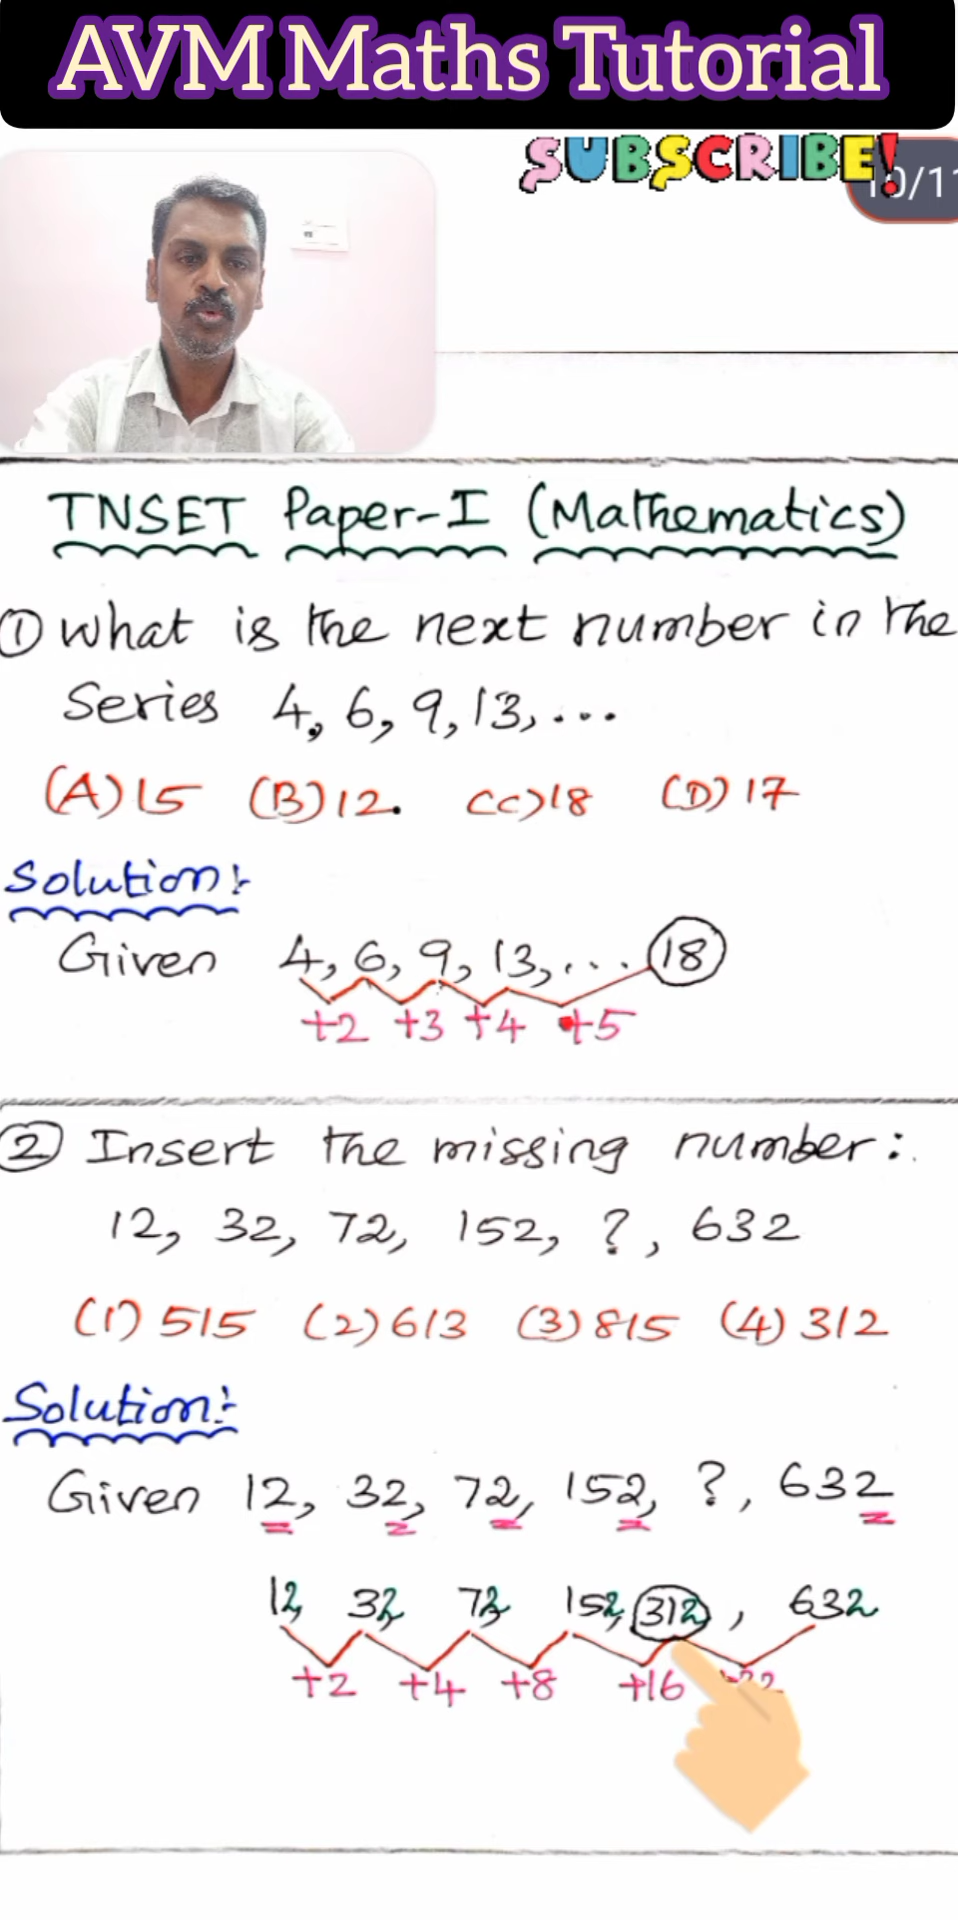 AVM Maths Tutorial
SUBSCRIBE!
10/11
TNSET Paper-I (Mathematics)
① What is the next number in the
Series 4, 6, 9, 13, ...
(A) 15 (B) 12. (C) 18 (D) 17
Solution:
Given 4, 6, 9, 13, ... 18
+2 +3 +4 +5
② Insert the missing number:
12, 32, 72, 152, ?, 632
(1) 515 (2) 613 (3) 815 (4) 312
Solution:
Given 12, 32, 72, 152, ?, 632
12, 32, 72, 152, 312, 632
+2 +4 +8 +16